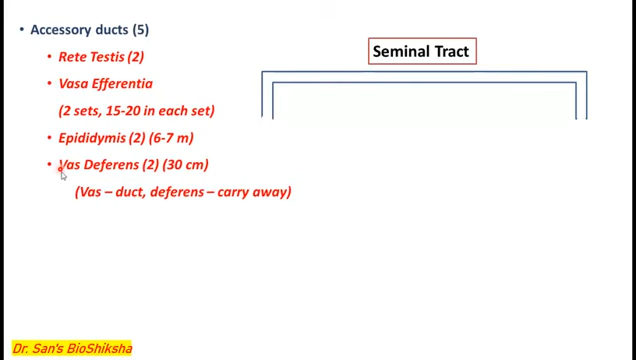 Accessory ducts (5)
Rete Testis (2)
Vasa Efferentia
(2 sets, 15-20 in each set)
Epididymis (2) (6-7 m)
Vas Deferens (2) (30 cm)
(Vas – duct, deferens – carry away)
Seminal Tract
Dr. San's BioShiksha